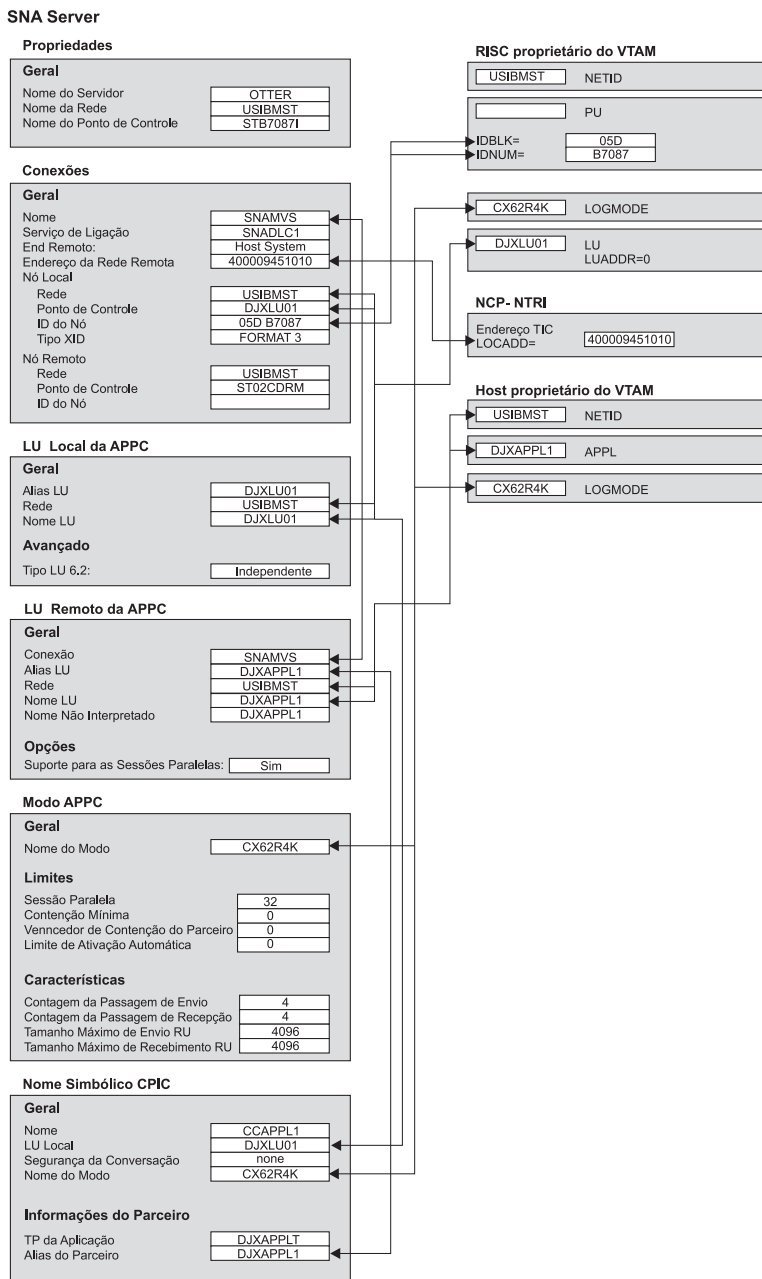 SNA Server
Propriedades
Geral
Nome do Servidor OTTER
Nome da Rede USIBMST
Nome do Ponto de Controle STB7087I
Conexões
Geral
Nome SNAMVS
Serviço de Ligação SNADLC1
End Remoto: Host System
Endereço da Rede Remota 400009451010
Nó Local
Rede USIBMST
Ponto de Controle DJXLU01
ID do Nó 05D B7087
Tipo XID FORMAT 3
Nó Remoto
Rede USIBMST
Ponto de Controle ST02CDRM
ID do Nó
LU Local da APPC
Geral
Alias LU DJXLU01
Rede USIBMST
Nome LU DJXLU01
Avançado
Tipo LU 6.2: Independente
LU Remoto da APPC
Geral
Conexão SNAMVS
Alias LU DJXAPPL1
Rede USIBMST
Nome LU DJXAPPL1
Nome Não Interpretado DJXAPPL1
Opções
Suporte para as Sessões Paralelas: Sim
Modo APPC
Geral
Nome do Modo CX62R4K
Limites
Sessão Paralela 32
Contenção Mínima 0
Venncedor de Contenção do Parceiro 0
Limite de Ativação Automática 0
Características
Contagem da Passagem de Envio 4
Contagem da Passagem de Recepção 4
Tamanho Máximo de Envio RU 4096
Tamanho Máximo de Recebimento RU 4096
Nome Simbólico CPIC
Geral
Nome CCAPPL1
LU Local DJXLU01
Segurança da Conversação none
Nome do Modo CX62R4K
Informações do Parceiro
TP da Aplicação DJXAPPLT
Alias do Parceiro DJXAPPL1
RISC proprietário do VTAM
USIBMST NETID
PU
IDBLK= 05D
IDNUM= B7087
CX62R4K LOGMODE
DJXLU01 LU
LUADDR=0
NCP- NTRI
Endereço TIC
LOCADD= 400009451010
Host proprietário do VTAM
USIBMST NETID
DJXAPPL1 APPL
CX62R4K LOGMODE